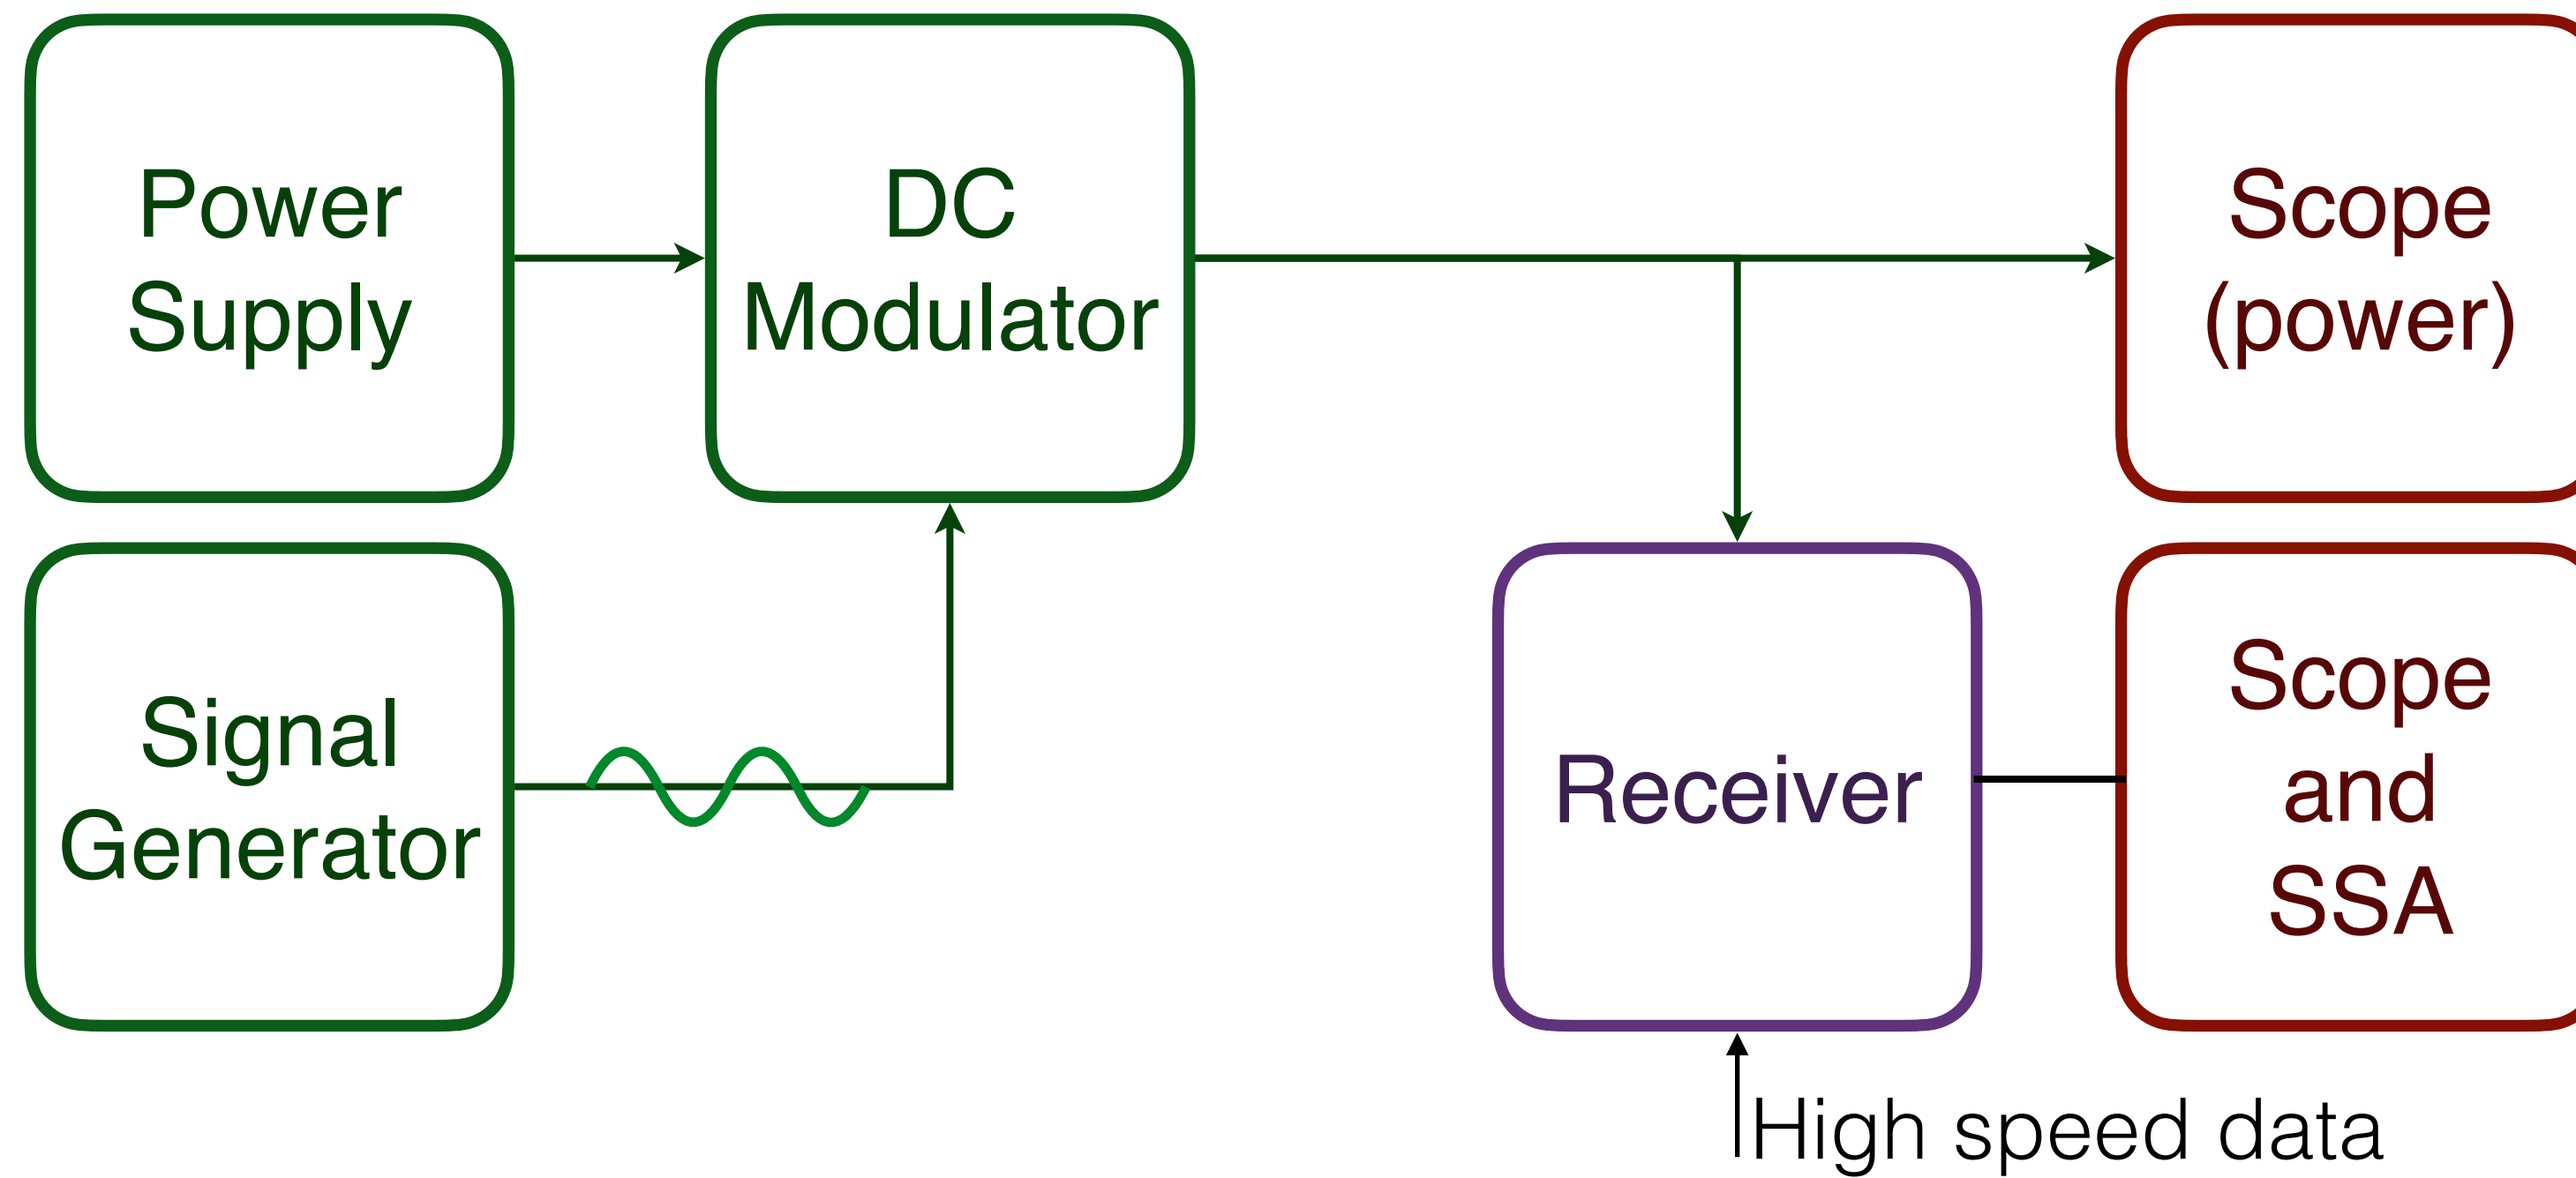 Power
Supply
DC
Modulator
Scope
(power)
Signal
Generator
Receiver
Scope
and
SSA
High speed data